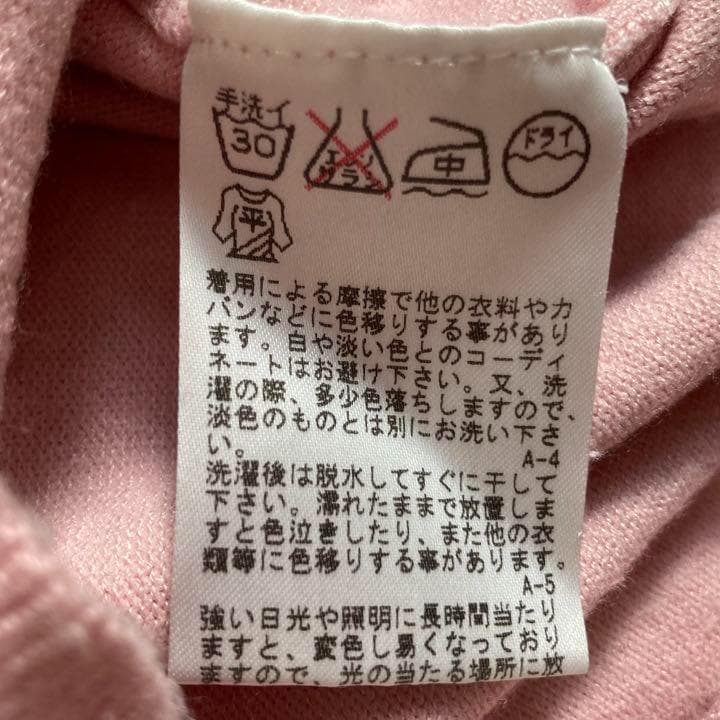 手洗イ
30
エンソ
サラシ
中
ドライ
平
着用による摩擦で他の衣料やカ
バンなどに色移りする事があり
ます。白や淡い色とのコーディ
ネートはお避け下さい。又、洗
濯の際、多少色落ちしますので、
淡色のものとは別にお洗い下さ
い。
A-4
洗濯後は脱水してすぐに干して
下さい。濡れたままで放置しま
すと色泣きしたり、また他の衣
類等に色移りする事があります。
A-5
強い日光や照明に長時間当たり
ますと、変色し易くなっており
ますので、光の当たる場所に放